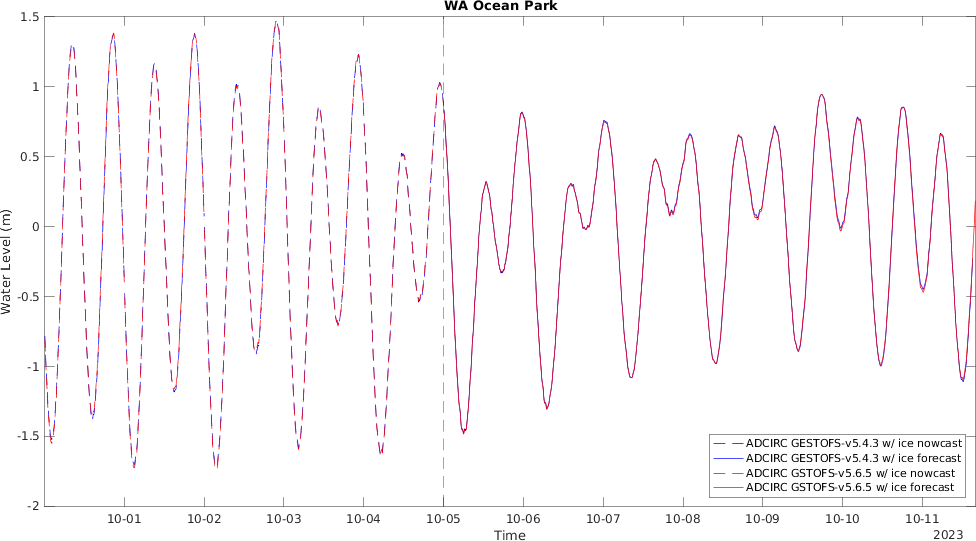 WA Ocean Park
1.5
1
0.5
0
-0.5
-1
-1.5
-2
Water Level (m)
ADCIRC GESTOFS-v5.4.3 w/ ice nowcast
ADCIRC GESTOFS-v5.4.3 w/ ice forecast
ADCIRC GSTOFS-v5.6.5 w/ ice nowcast
ADCIRC GSTOFS-v5.6.5 w/ ice forecast
10-01 10-02 10-03 10-04 10-05 10-06 10-07 10-08 10-09 10-10 10-11
Time
2023